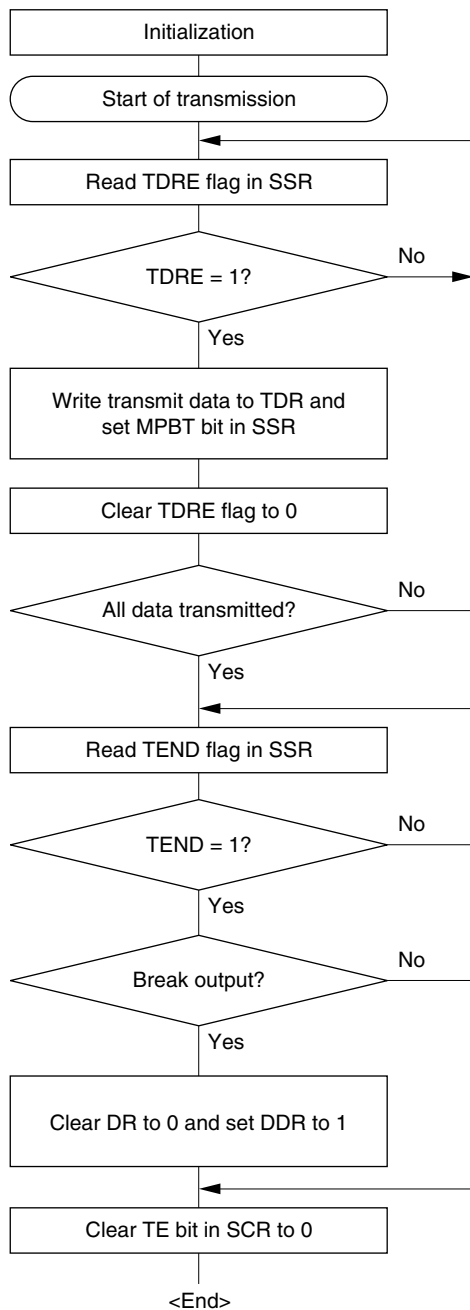 Initialization
Start of transmission
Read TDRE flag in SSR
TDRE = 1?
No
Yes
Write transmit data to TDR and
set MPBT bit in SSR
Clear TDRE flag to 0
All data transmitted?
No
Yes
Read TEND flag in SSR
TEND = 1?
No
Yes
Break output?
No
Yes
Clear DR to 0 and set DDR to 1
Clear TE bit in SCR to 0
<End>